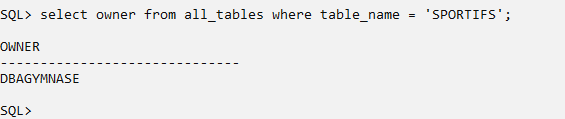 SQL> select owner from all_tables where table_name = 'SPORTIFS';
OWNER
------------------------------
DBAGYMNASE
SQL>